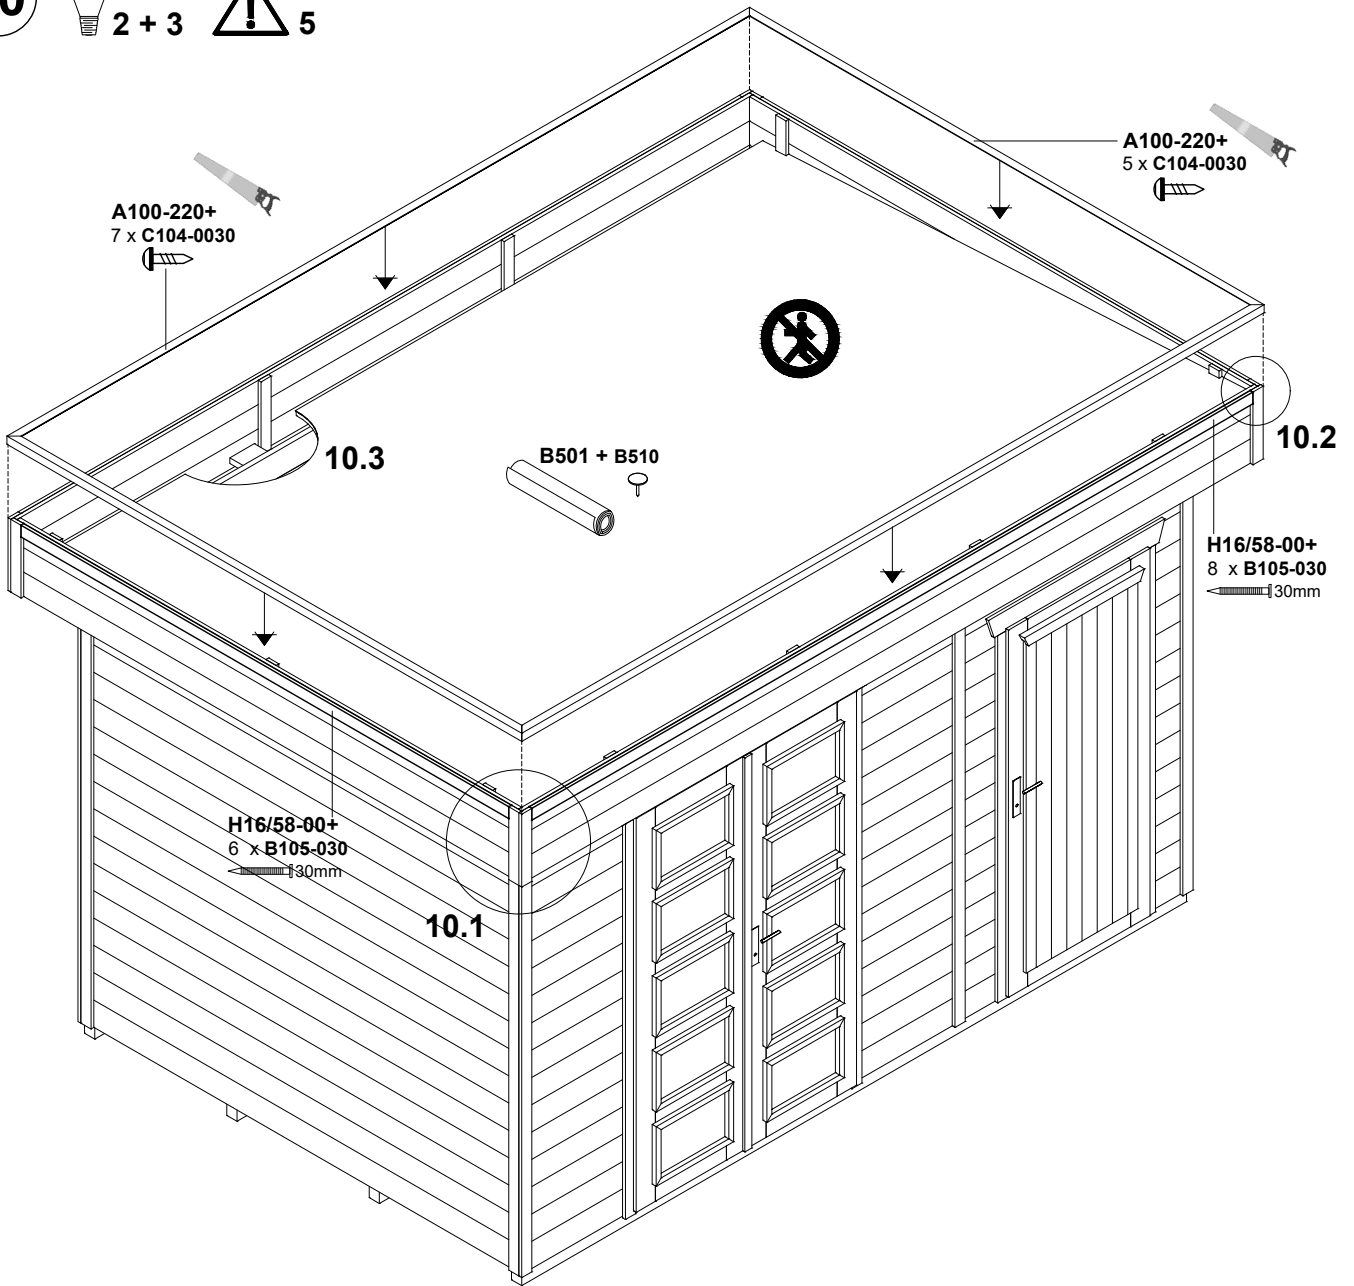 0
2 + 3
5
A100-220+
5 x C104-0030
A100-220+
7 x C104-0030
10.3
B501 + B510
10.2
H16/58-00+
8 x B105-030
30mm
H16/58-00+
6 x B105-030
30mm
10.1